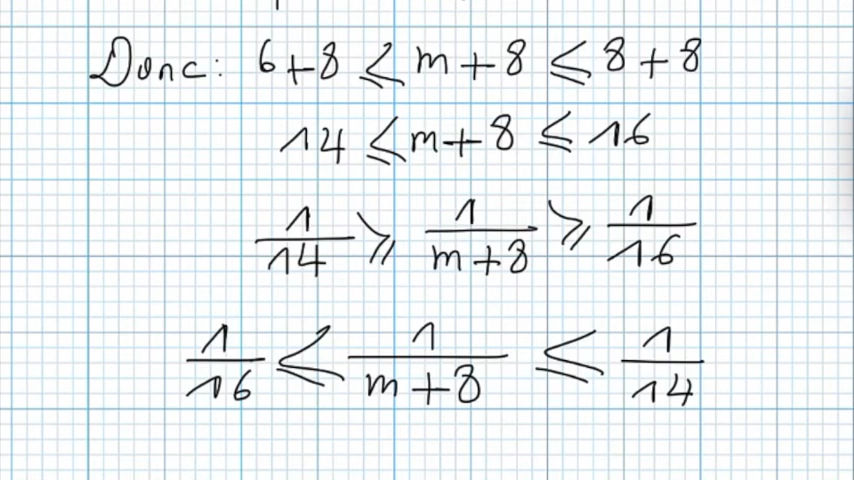 Donc: 6+8 ⩽ m+8 ⩽ 8+8
14 ⩽ m+8 ⩽ 16
1/14 ⩾ 1/(m+8) ⩾ 1/16
1/16 ⩽ 1/(m+8) ⩽ 1/14